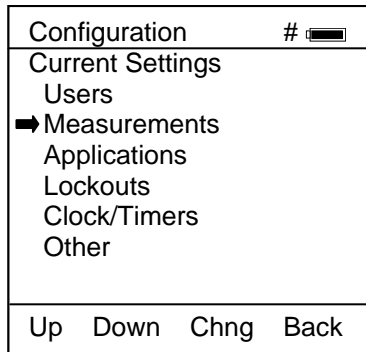 Configuration #
Current Settings
Users
Measurements
Applications
Lockouts
Clock/Timers
Other
Up Down Chng Back